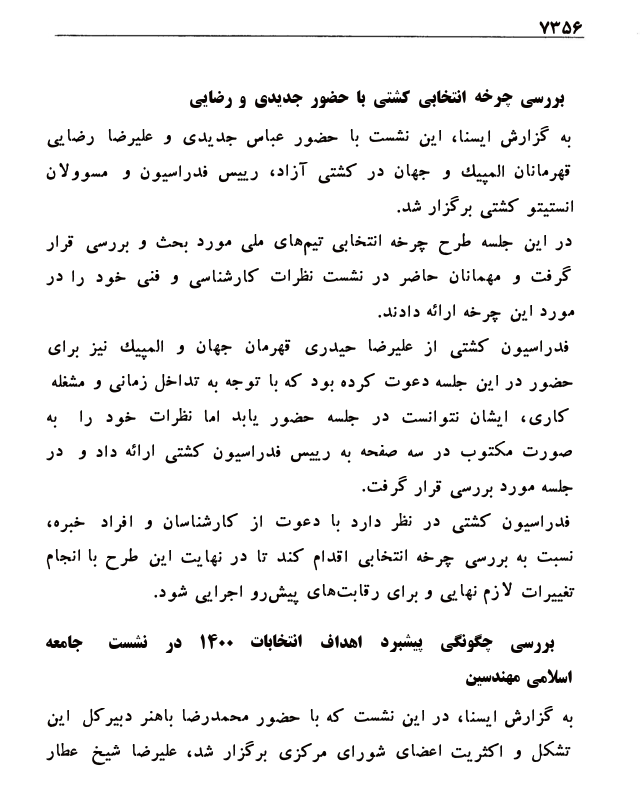 ۷۳۵۶
بررسی چرخه انتخابی کشتی با حضور جدیدی و رضایی
به گزارش ایسنا، این نشست با حضور عباس جدیدی و علیرضا رضایی
قهرمانان المپیك و جهان در کشتی آزاد، رییس فدراسیون و مسوولان
انستیتو کشتی برگزار شد.
در این جلسه طرح چرخه انتخابی تیم‌های ملی مورد بحث و بررسی قرار
گرفت و مهمانان حاضر در نشست نظرات کارشناسی و فنی خود را در
مورد این چرخه ارائه دادند.
فدراسیون کشتی از علیرضا حیدری قهرمان جهان و المپیك نیز برای
حضور در این جلسه دعوت کرده بود که با توجه به تداخل زمانی و مشغله
کاری، ایشان نتوانست در جلسه حضور یابد اما نظرات خود را به
صورت مکتوب در سه صفحه به رییس فدراسیون کشتی ارائه داد و در
جلسه مورد بررسی قرار گرفت.
فدراسیون کشتی در نظر دارد با دعوت از کارشناسان و افراد خبره،
نسبت به بررسی چرخه انتخابی اقدام کند تا در نهایت این طرح با انجام
تغییرات لازم نهایی و برای رقابت‌های پیش‌رو اجرایی شود.
بررسی چگونگی پیشبرد اهداف انتخابات ۱۴۰۰ در نشست جامعه
اسلامی مهندسین
به گزارش ایسنا، در این نشست که با حضور محمدرضا باهنر دبیرکل این
تشکل و اکثریت اعضای شورای مرکزی برگزار شد، علیرضا شیخ عطار